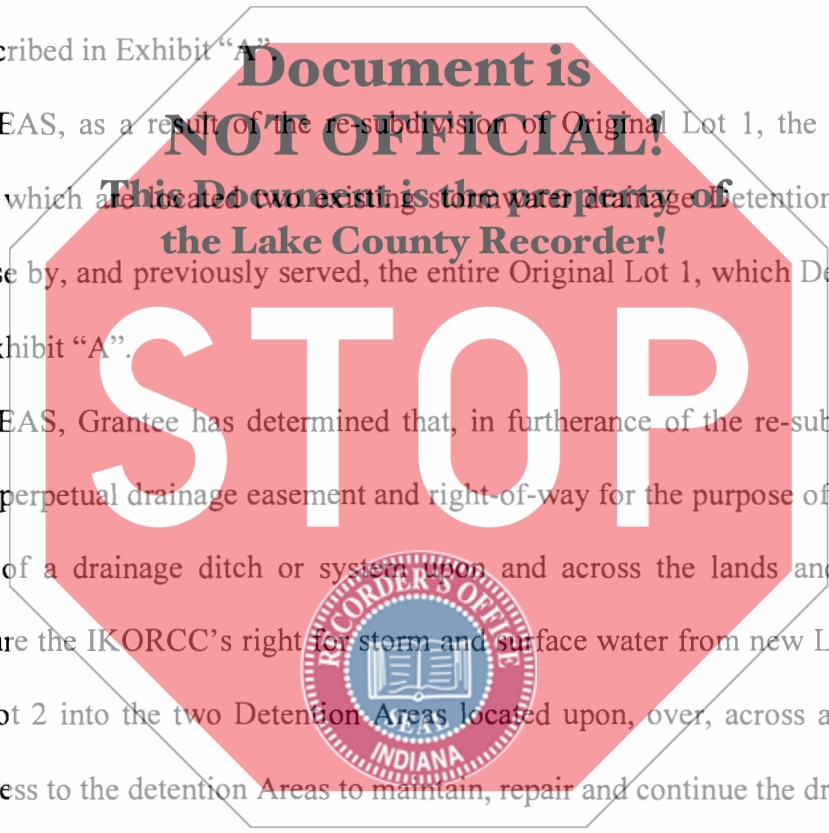 cribed in Exhibit “A”.
Document is
EAS, as a result of the re-subdivision of Original Lot 1, the
NOT OFFICIAL!
which are located two existing stormwater drainage Detention
This Document is the property of
the Lake County Recorder!
se by, and previously served, the entire Original Lot 1, which De
xhibit “A”.
STOP
EAS, Grantee has determined that, in furtherance of the re-sub
perpetual drainage easement and right-of-way for the purpose of
of a drainage ditch or system upon and across the lands and
re the IKORCC’s right for storm and surface water from new L
ot 2 into the two Detention Areas located upon, over, across a
ess to the detention Areas to maintain, repair and continue the dr
RECORDER'S OFFICE
SEAL
INDIANA